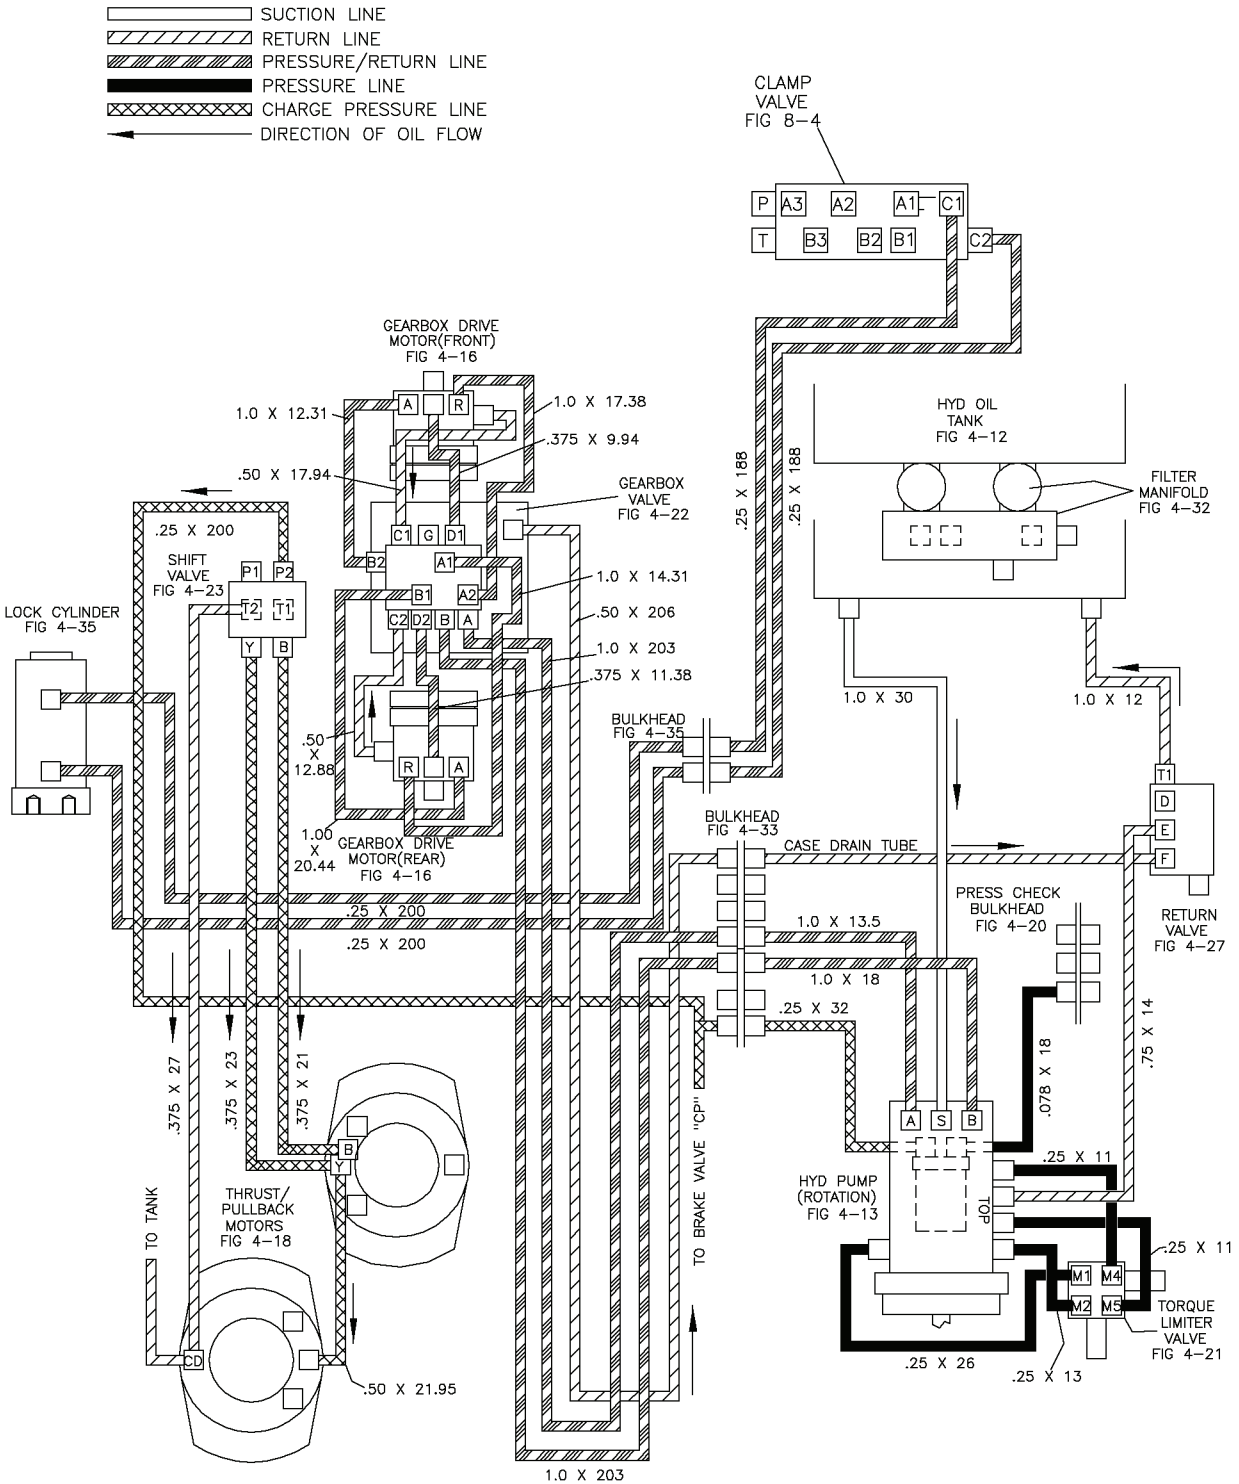 SUCTION LINE
RETURN LINE
PRESSURE/RETURN LINE
PRESSURE LINE
CHARGE PRESSURE LINE
DIRECTION OF OIL FLOW
CLAMP
VALVE
FIG 8-4
P A3 A2 A1 C1
T B3 B2 B1 C2
GEARBOX DRIVE
MOTOR(FRONT)
FIG 4-16
A R
1.0 X 12.31
1.0 X 17.38
.375 X 9.94
.50 X 17.94
GEARBOX
VALVE
FIG 4-22
.25 X 188
.25 X 188
HYD OIL
TANK
FIG 4-12
FILTER
MANIFOLD
FIG 4-32
.25 X 200
SHIFT
VALVE
FIG 4-23
P1 P2
T2 T1
Y B
C1 G D1
B2 A1
B1 A2
C2 D2 B A
1.0 X 14.31
.50 X 206
1.0 X 203
.375 X 11.38
LOCK CYLINDER
FIG 4-35
.50
X
12.88
R A
1.00
X
20.44
GEARBOX DRIVE
MOTOR(REAR)
FIG 4-16
BULKHEAD
FIG 4-35
1.0 X 30
1.0 X 12
T1
D
E
F
BULKHEAD
FIG 4-33
CASE DRAIN TUBE
PRESS CHECK
BULKHEAD
FIG 4-20
RETURN
VALVE
FIG 4-27
.25 X 200
.25 X 200
1.0 X 13.5
1.0 X 18
.25 X 32
.375 X 27
.375 X 23
.375 X 21
.078 X 18
.75 X 14
A S B
B
Y
THRUST/
PULLBACK
MOTORS
FIG 4-18
TO TANK
CD
.50 X 21.95
TO BRAKE VALVE "CP"
HYD PUMP
(ROTATION)
FIG 4-13
TOP
.25 X 11
.25 X 11
M1 M4
M2 M5
TORQUE
LIMITER
VALVE
FIG 4-21
.25 X 26
.25 X 13
1.0 X 203